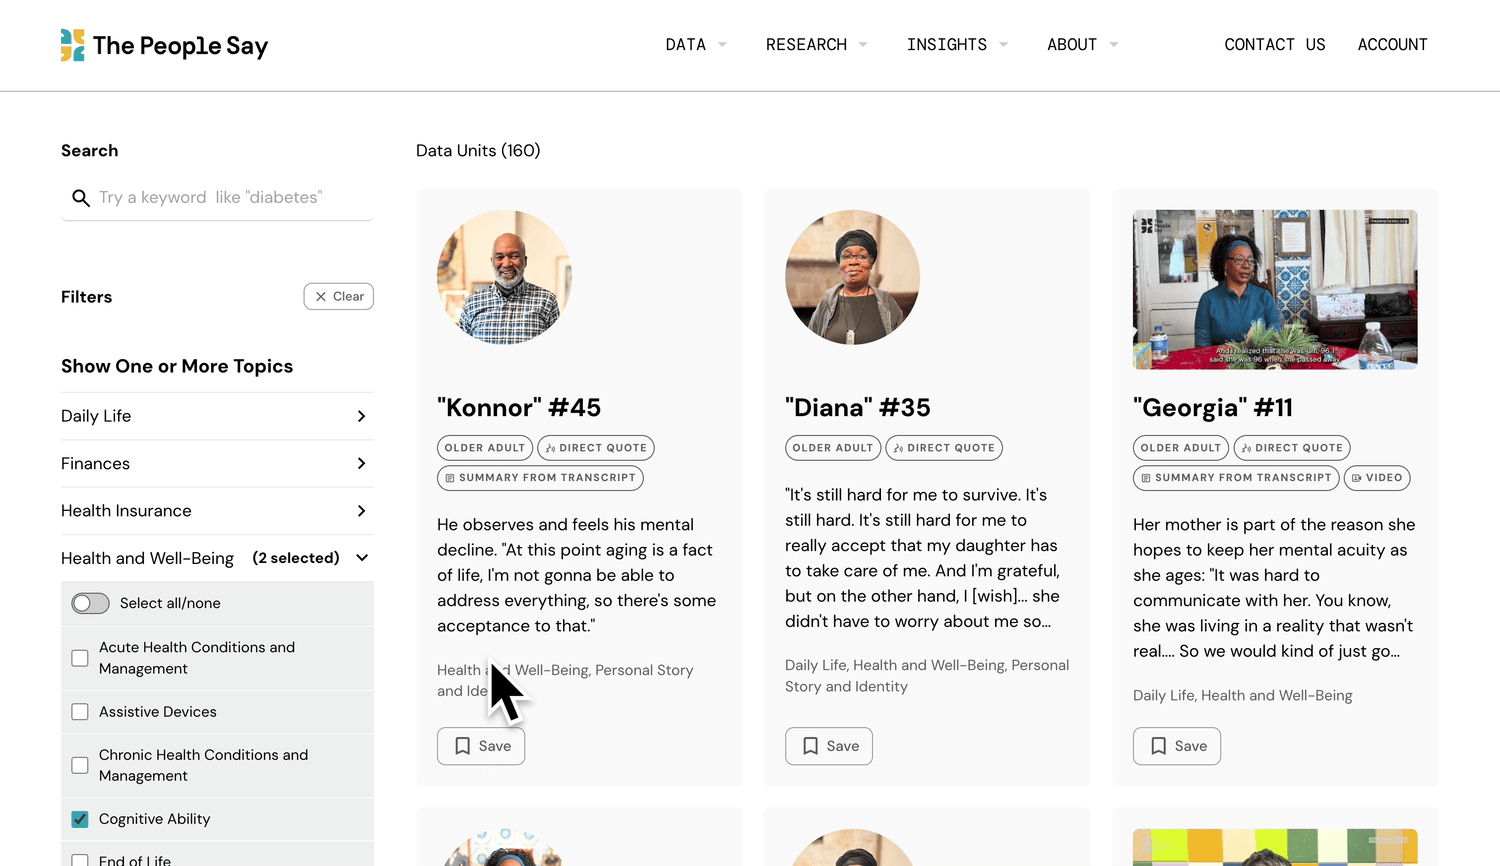 The People Say
DATA
RESEARCH
INSIGHTS
ABOUT
CONTACT US
ACCOUNT
Search
Try a keyword like "diabetes"
Filters
Clear
Show One or More Topics
Daily Life
Finances
Health Insurance
Health and Well-Being (2 selected)
Select all/none
Acute Health Conditions and
Management
Assistive Devices
Chronic Health Conditions and
Management
Cognitive Ability
End of Life
Data Units (160)
"Konnor" #45
OLDER ADULT
DIRECT QUOTE
SUMMARY FROM TRANSCRIPT
He observes and feels his mental
decline. "At this point aging is a fact
of life, I'm not gonna be able to
address everything, so there's some
acceptance to that."
Health and Well-Being, Personal Story
and Ide
Save
"Diana" #35
OLDER ADULT
DIRECT QUOTE
"It's still hard for me to survive. It's
still hard. It's still hard for me to
really accept that my daughter has
to take care of me. And I'm grateful,
but on the other hand, I [wish]... she
didn't have to worry about me so...
Daily Life, Health and Well-Being, Personal
Story and Identity
Save
The
People
Say
thepeoplesay.org
And I realized that she was um, 96. I
said she was 96 when she passed away.
"Georgia" #11
OLDER ADULT
DIRECT QUOTE
SUMMARY FROM TRANSCRIPT
VIDEO
Her mother is part of the reason she
hopes to keep her mental acuity as
she ages: "It was hard to
communicate with her. You know,
she was living in a reality that wasn't
real.... So we would kind of just go...
Daily Life, Health and Well-Being
Save